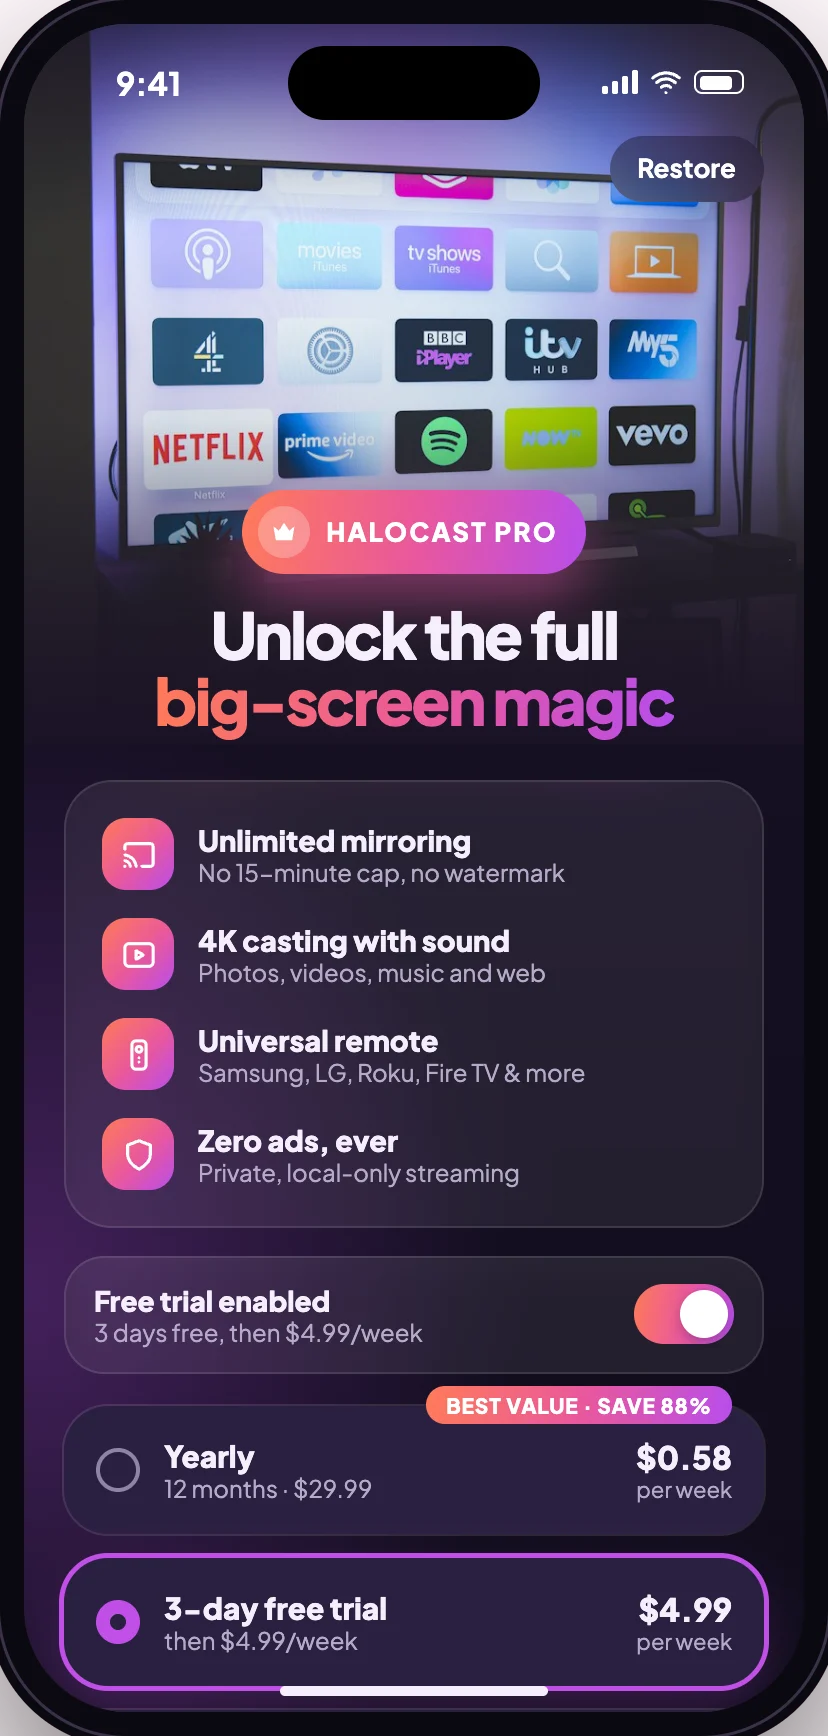 9:41
Restore
movies
iTunes
tv shows
iTunes
4
BBC
iPlayer
itv
HUB
My5
NETFLIX
prime video
NOW
vevo
Netflix
HALOCAST PRO
Unlock the full
big-screen magic
Unlimited mirroring
No 15-minute cap, no watermark
4K casting with sound
Photos, videos, music and web
Universal remote
Samsung, LG, Roku, Fire TV & more
Zero ads, ever
Private, local-only streaming
Free trial enabled
3 days free, then $4.99/week
BEST VALUE · SAVE 88%
Yearly
$0.58
12 months · $29.99
per week
3-day free trial
$4.99
then $4.99/week
per week